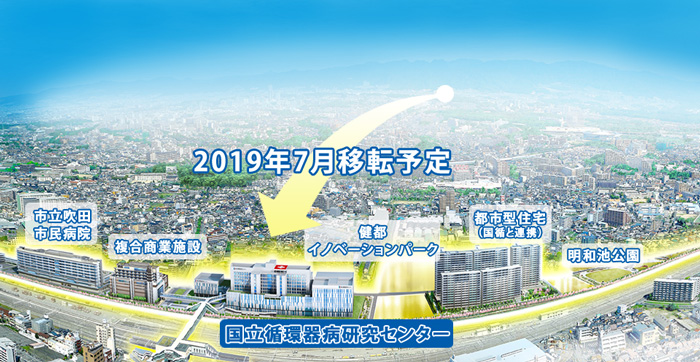 2019年7月移転予定
市立吹田
市民病院
複合商業施設
健都
イノベーションパーク
都市型住宅
(国循と連携)
明和池公園
国立循環器病研究センター